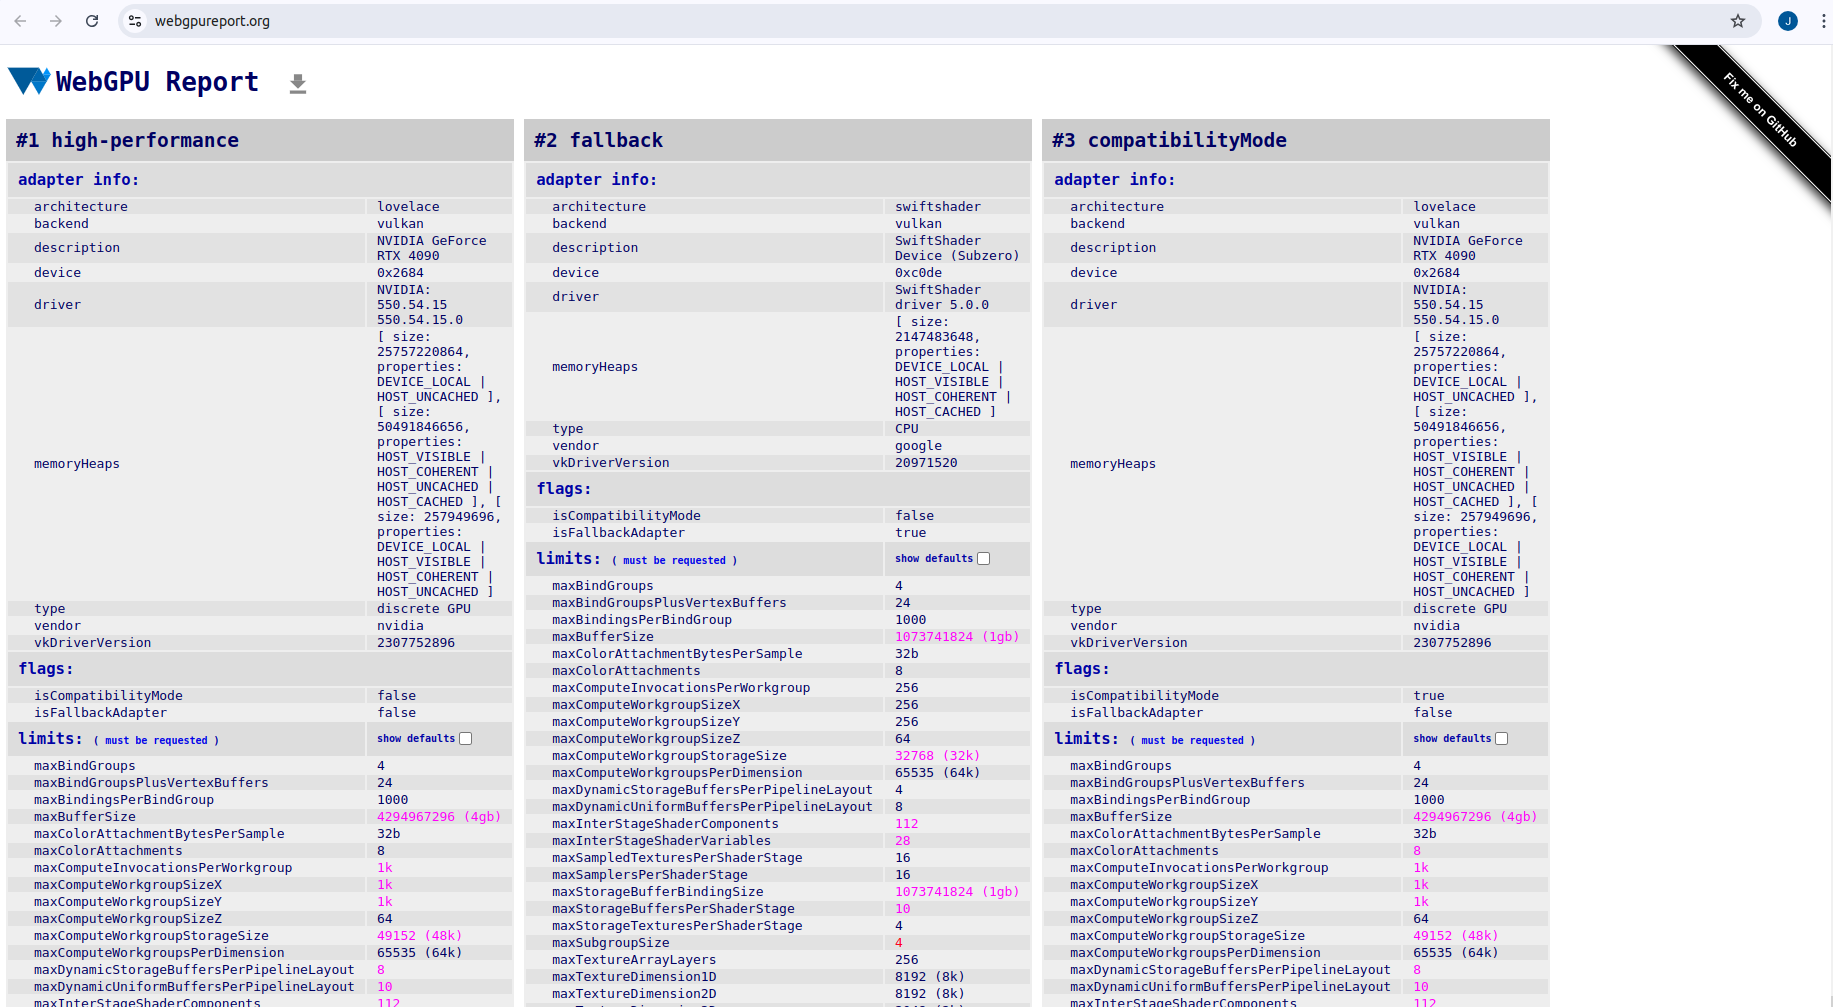 webgpureport.org
J
WebGPU Report
Fix me on GitHub
#1 high-performance
adapter info:
architecture lovelace
backend vulkan
description NVIDIA GeForce
RTX 4090
device 0x2684
driver NVIDIA:
550.54.15
550.54.15.0
memoryHeaps [ size:
25757220864,
properties:
DEVICE_LOCAL |
HOST_UNCACHED ],
[ size:
50491846656,
properties:
HOST_VISIBLE |
HOST_COHERENT |
HOST_UNCACHED |
HOST_CACHED ], [
size: 257949696,
properties:
DEVICE_LOCAL |
HOST_VISIBLE |
HOST_COHERENT |
HOST_UNCACHED ]
type discrete GPU
vendor nvidia
vkDriverVersion 2307752896
flags:
isCompatibilityMode false
isFallbackAdapter false
limits: ( must be requested ) show defaults
maxBindGroups 4
maxBindGroupsPlusVertexBuffers 24
maxBindingsPerBindGroup 1000
maxBufferSize 4294967296 (4gb)
maxColorAttachmentBytesPerSample 32b
maxColorAttachments 8
maxComputeInvocationsPerWorkgroup 1k
maxComputeWorkgroupSizeX 1k
maxComputeWorkgroupSizeY 1k
maxComputeWorkgroupSizeZ 64
maxComputeWorkgroupStorageSize 49152 (48k)
maxComputeWorkgroupsPerDimension 65535 (64k)
maxDynamicStorageBuffersPerPipelineLayout 8
maxDynamicUniformBuffersPerPipelineLayout 10
maxInterStageShaderComponents 112
#2 fallback
adapter info:
architecture swiftshader
backend vulkan
description SwiftShader
Device (Subzero)
device 0xc0de
driver SwiftShader
driver 5.0.0
memoryHeaps [ size:
2147483648,
properties:
DEVICE_LOCAL |
HOST_VISIBLE |
HOST_COHERENT |
HOST_CACHED ]
type CPU
vendor google
vkDriverVersion 20971520
flags:
isCompatibilityMode false
isFallbackAdapter true
limits: ( must be requested ) show defaults
maxBindGroups 4
maxBindGroupsPlusVertexBuffers 24
maxBindingsPerBindGroup 1000
maxBufferSize 1073741824 (1gb)
maxColorAttachmentBytesPerSample 32b
maxColorAttachments 8
maxComputeInvocationsPerWorkgroup 256
maxComputeWorkgroupSizeX 256
maxComputeWorkgroupSizeY 256
maxComputeWorkgroupSizeZ 64
maxComputeWorkgroupStorageSize 32768 (32k)
maxComputeWorkgroupsPerDimension 65535 (64k)
maxDynamicStorageBuffersPerPipelineLayout 4
maxDynamicUniformBuffersPerPipelineLayout 8
maxInterStageShaderComponents 112
maxInterStageShaderVariables 28
maxSampledTexturesPerShaderStage 16
maxSamplersPerShaderStage 16
maxStorageBufferBindingSize 1073741824 (1gb)
maxStorageBuffersPerShaderStage 10
maxStorageTexturesPerShaderStage 4
maxSubgroupSize 4
maxTextureArrayLayers 256
maxTextureDimension1D 8192 (8k)
maxTextureDimension2D 8192 (8k)
#3 compatibilityMode
adapter info:
architecture lovelace
backend vulkan
description NVIDIA GeForce
RTX 4090
device 0x2684
driver NVIDIA:
550.54.15
550.54.15.0
memoryHeaps [ size:
25757220864,
properties:
DEVICE_LOCAL |
HOST_UNCACHED ],
[ size:
50491846656,
properties:
HOST_VISIBLE |
HOST_COHERENT |
HOST_UNCACHED |
HOST_CACHED ], [
size: 257949696,
properties:
DEVICE_LOCAL |
HOST_VISIBLE |
HOST_COHERENT |
HOST_UNCACHED ]
type discrete GPU
vendor nvidia
vkDriverVersion 2307752896
flags:
isCompatibilityMode true
isFallbackAdapter false
limits: ( must be requested ) show defaults
maxBindGroups 4
maxBindGroupsPlusVertexBuffers 24
maxBindingsPerBindGroup 1000
maxBufferSize 4294967296 (4gb)
maxColorAttachmentBytesPerSample 32b
maxColorAttachments 8
maxComputeInvocationsPerWorkgroup 1k
maxComputeWorkgroupSizeX 1k
maxComputeWorkgroupSizeY 1k
maxComputeWorkgroupSizeZ 64
maxComputeWorkgroupStorageSize 49152 (48k)
maxComputeWorkgroupsPerDimension 65535 (64k)
maxDynamicStorageBuffersPerPipelineLayout 8
maxDynamicUniformBuffersPerPipelineLayout 10
maxInterStageShaderComponents 112